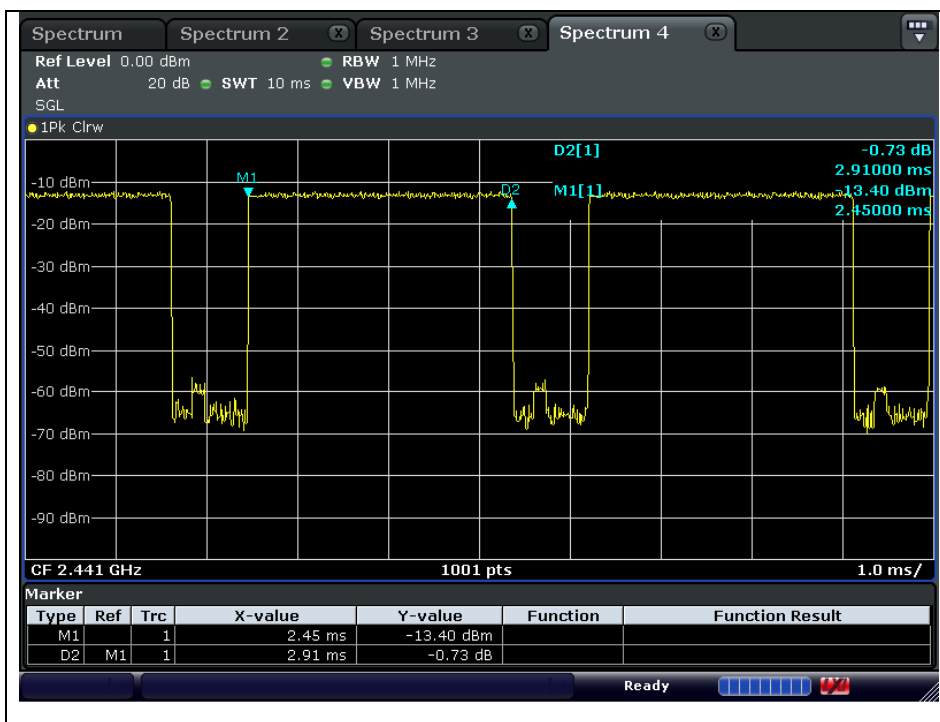 Spectrum Spectrum 2 Spectrum 3 Spectrum 4
Ref Level 0.00 dBm RBW 1 MHz
Att 20 dB SWT 10 ms VBW 1 MHz
SGL
1Pk Clrw
D2[1] -0.73 dB
2.91000 ms
M1[1] -13.40 dBm
2.45000 ms
M1
D2
-10 dBm
-20 dBm
-30 dBm
-40 dBm
-50 dBm
-60 dBm
-70 dBm
-80 dBm
-90 dBm
CF 2.441 GHz 1001 pts 1.0 ms/
Marker
Type Ref Trc X-value Y-value Function Function Result
M1 1 2.45 ms -13.40 dBm
D2 M1 1 2.91 ms -0.73 dB
Ready